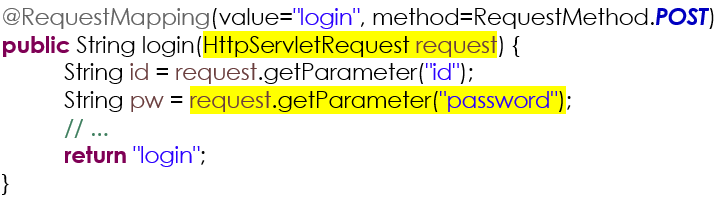 @RequestMapping(value="login", method=RequestMethod.POST)
public String login(HttpServletRequest request) {
String id = request.getParameter("id");
String pw = request.getParameter("password");
// ...
return "login";
}